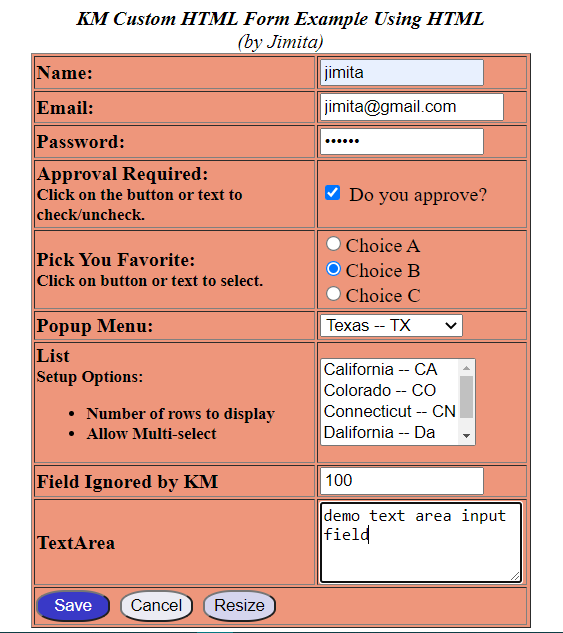 KM Custom HTML Form Example Using HTML
(by Jimita)
Name:
jimita
Email:
jimita@gmail.com
Password:
••••••
Approval Required:
Click on the button or text to
check/uncheck.
Do you approve?
Pick You Favorite:
Click on button or text to select.
Choice A
Choice B
Choice C
Popup Menu:
Texas -- TX
List
Setup Options:
• Number of rows to display
• Allow Multi-select
California -- CA
Colorado -- CO
Connecticut -- CN
Dalifornia -- Da
Field Ignored by KM
100
TextArea
demo text area input
field
Save Cancel Resize